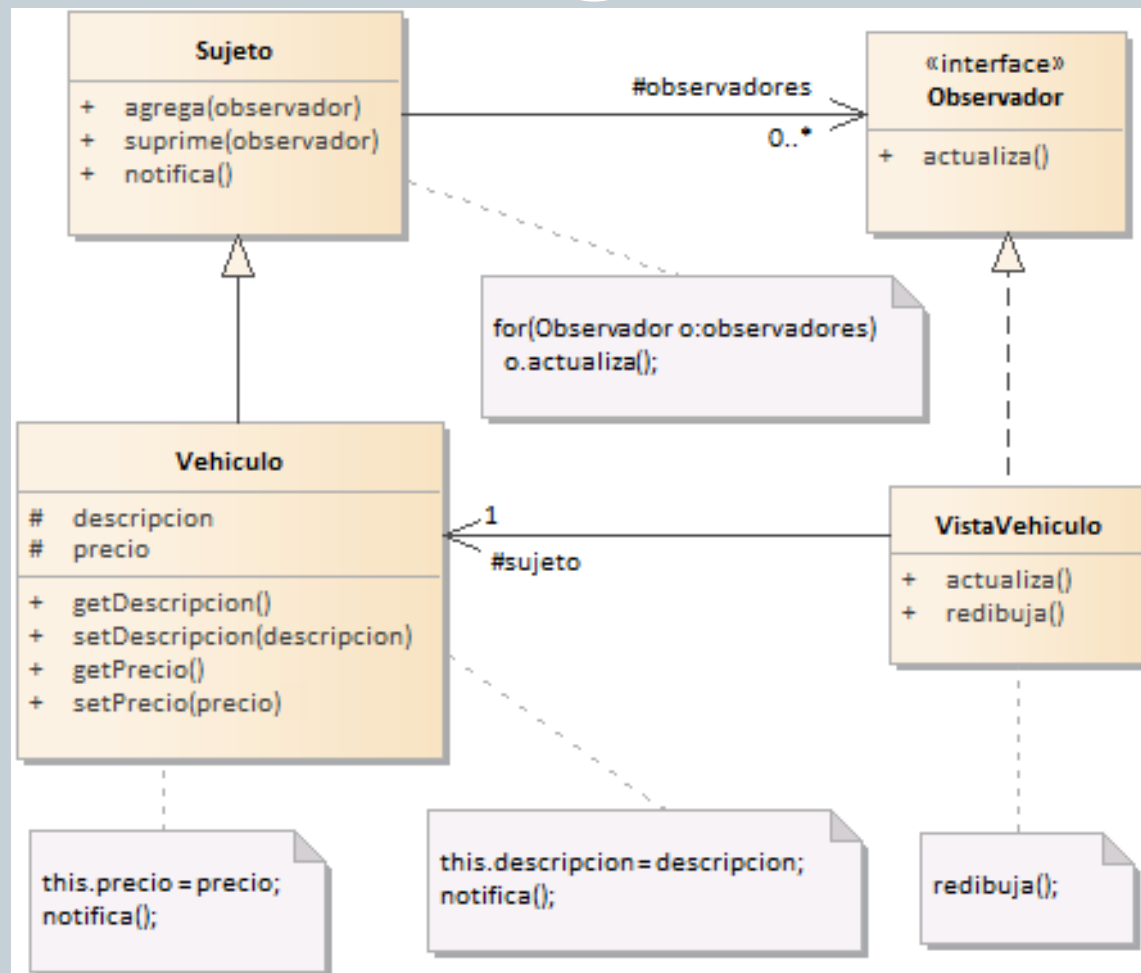 Sujeto
+ agrega(observador)
+ suprime(observador)
+ notifica()
#observadores
0..*
«interface»
Observador
+ actualiza()
for(Observador o:observadores)
o.actualiza();
Vehiculo
# descripcion
# precio
+ getDescripcion()
+ setDescripcion(descripcion)
+ getPrecio()
+ setPrecio(precio)
1
#sujeto
VistaVehiculo
+ actualiza()
+ redibuja()
this.precio = precio;
notifica();
this.descripcion = descripcion;
notifica();
redibuja();